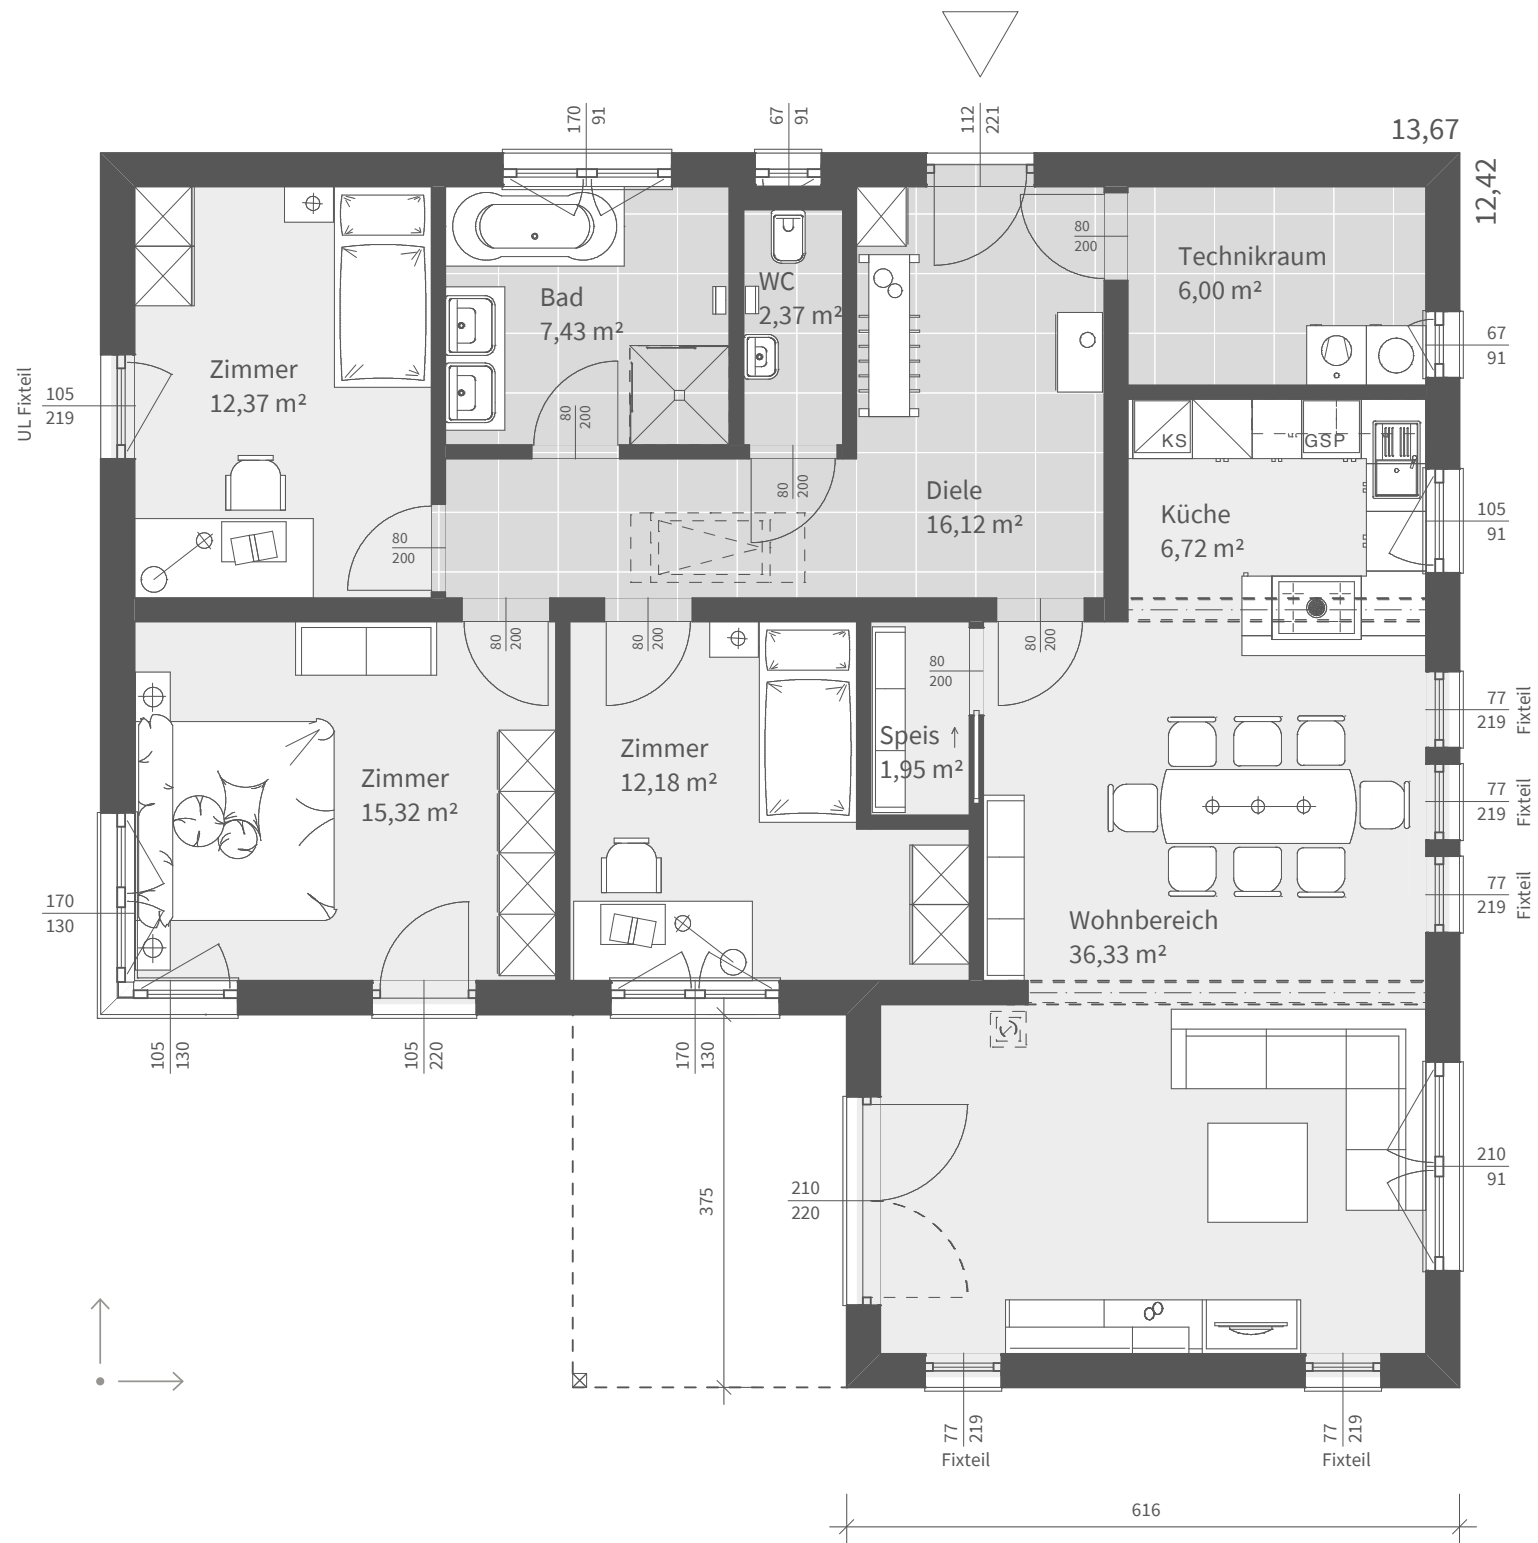 170
91
67
91
112
221
13,67
12,42
Technikraum
6,00 m²
80
200
WC
2,37 m²
Bad
7,43 m²
67
91
Zimmer
12,37 m²
UL Fixteil
105
219
80
200
KS
GSP
80
200
Diele
16,12 m²
Küche
6,72 m²
105
91
80
200
80
200
80
200
80
200
80
200
77
219
Fixteil
Speis
1,95 m²
Zimmer
12,18 m²
Zimmer
15,32 m²
77
219
Fixteil
77
219
Fixteil
170
130
Wohnbereich
36,33 m²
105
130
105
220
170
130
375
210
220
210
91
77
219
Fixteil
77
219
Fixteil
616